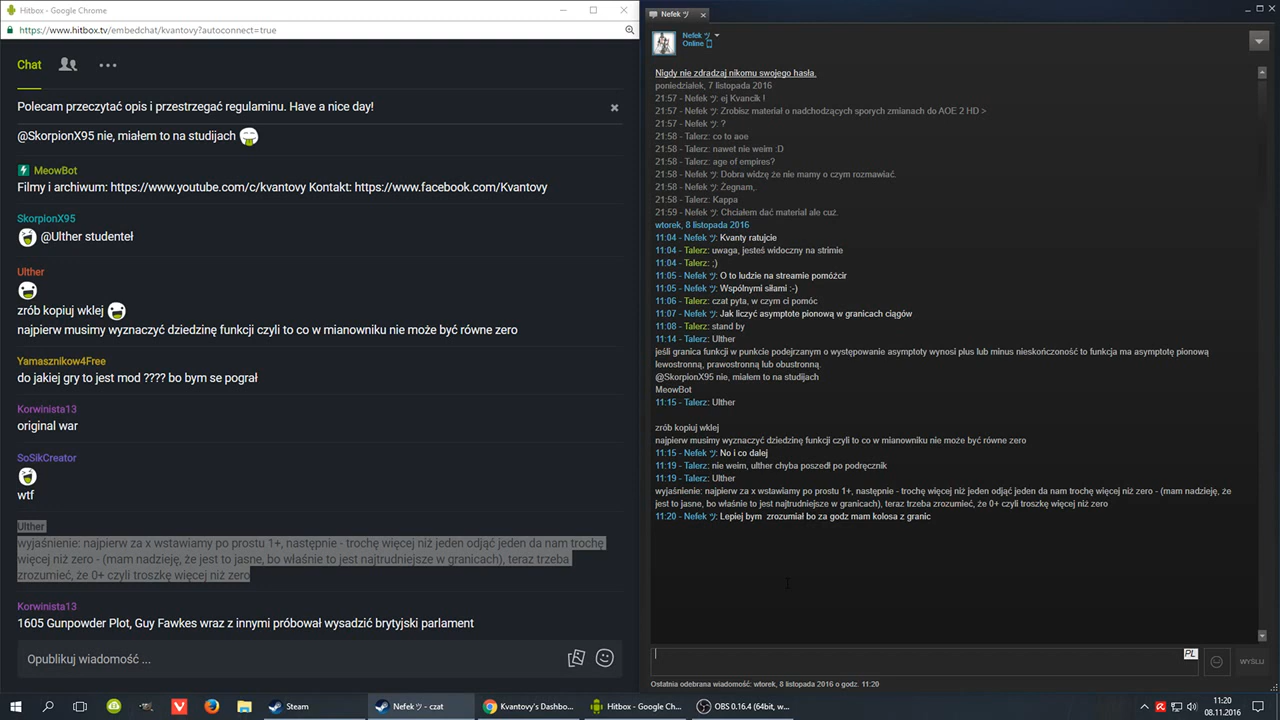 Hitbox - Google Chrome
https://www.hitbox.tv/embedchat/kvantovy?autoconnect=true
Chat
Polecam przeczytać opis i przestrzegać regulaminu. Have a nice day!
@SkorpionX95 nie, miałem to na studijach
MeowBot
Filmy i archiwum: https://www.youtube.com/c/kvantovy Kontakt: https://www.facebook.com/Kvantovy
SkorpionX95
@Ulther studenteł
Ulther
zrób kopiuj wklej
najpierw musimy wyznaczyć dziedzinę funkcji czyli to co w mianowniku nie może być równe zero
Yamasznikow4Free
do jakiej gry to jest mod ???? bo bym se pograł
Korwinista13
original war
SoSikCreator
wtf
Ulther
wyjaśnienie: najpierw za x wstawiamy po prostu 1+, następnie - trochę więcej niż jeden odjąć jeden da nam trochę
więcej niż zero - (mam nadzieję, że jest to jasne, bo właśnie to jest najtrudniejsze w granicach), teraz trzeba
zrozumieć, że 0+ czyli troszkę więcej niż zero
Korwinista13
1605 Gunpowder Plot, Guy Fawkes wraz z innymi próbował wysadzić brytyjski parlament
Opublikuj wiadomość ...
Nefek ツ
Nefek ツ
Online
Nigdy nie zdradzaj nikomu swojego hasła.
poniedziałek, 7 listopada 2016
21:57 - Nefek ツ: ej Kvancik !
21:57 - Nefek ツ: Zrobisz materiał o nadchodzących sporych zmianach do AOE 2 HD >
21:57 - Nefek ツ: ?
21:58 - Talerz: co to aoe
21:58 - Talerz: nawet nie weim :D
21:58 - Talerz: age of empires?
21:58 - Nefek ツ: Dobra widzę że nie mamy o czym rozmawiać.
21:58 - Nefek ツ: Żegnam,.
21:58 - Talerz: Kappa
21:59 - Nefek ツ: Chciałem dać materiał ale cuż.
wtorek, 8 listopada 2016
11:04 - Nefek ツ: Kvanty ratujcie
11:04 - Talerz: uwaga, jesteś widoczny na strimie
11:04 - Talerz: ;)
11:05 - Nefek ツ: O to ludzie na streamie pomóżcir
11:05 - Nefek ツ: Wspólnymi siłami :-)
11:06 - Talerz: czat pyta, w czym ci pomóc
11:07 - Nefek ツ: Jak liczyć asymptote pionową w granicach ciągów
11:08 - Talerz: stand by
11:14 - Talerz: Ulther
jeśli granica funkcji w punkcie podejrzanym o występowanie asymptoty wynosi plus lub minus nieskończoność to funkcja ma asymptotę pionową
lewostronną, prawostronną lub obustronną.
@SkorpionX95 nie, miałem to na studijach
MeowBot
11:15 - Talerz: Ulther
zrób kopiuj wklej
najpierw musimy wyznaczyć dziedzinę funkcji czyli to co w mianowniku nie może być równe zero
11:15 - Nefek ツ: No i co dalej
11:19 - Talerz: nie weim, ulther chyba poszedł po podręcznik
11:19 - Talerz: Ulther
wyjaśnienie: najpierw za x wstawiamy po prostu 1+, następnie - trochę więcej niż jeden odjąć jeden da nam trochę więcej niż zero - (mam nadzieję, że
jest to jasne, bo właśnie to jest najtrudniejsze w granicach), teraz trzeba zrozumieć, że 0+ czyli troszkę więcej niż zero
11:20 - Nefek ツ: Lepiej bym zrozumiał bo za godz mam kolosa z granic
PL
WYŚLIJ
Ostatnia odebrana wiadomość: wtorek, 8 listopada 2016 o godz. 11:20
Steam
Nefek ツ - czat
Kvantovy's Dashbo...
Hitbox - Google Ch...
OBS 0.16.4 (64bit, w...
11:20
08.11.2016